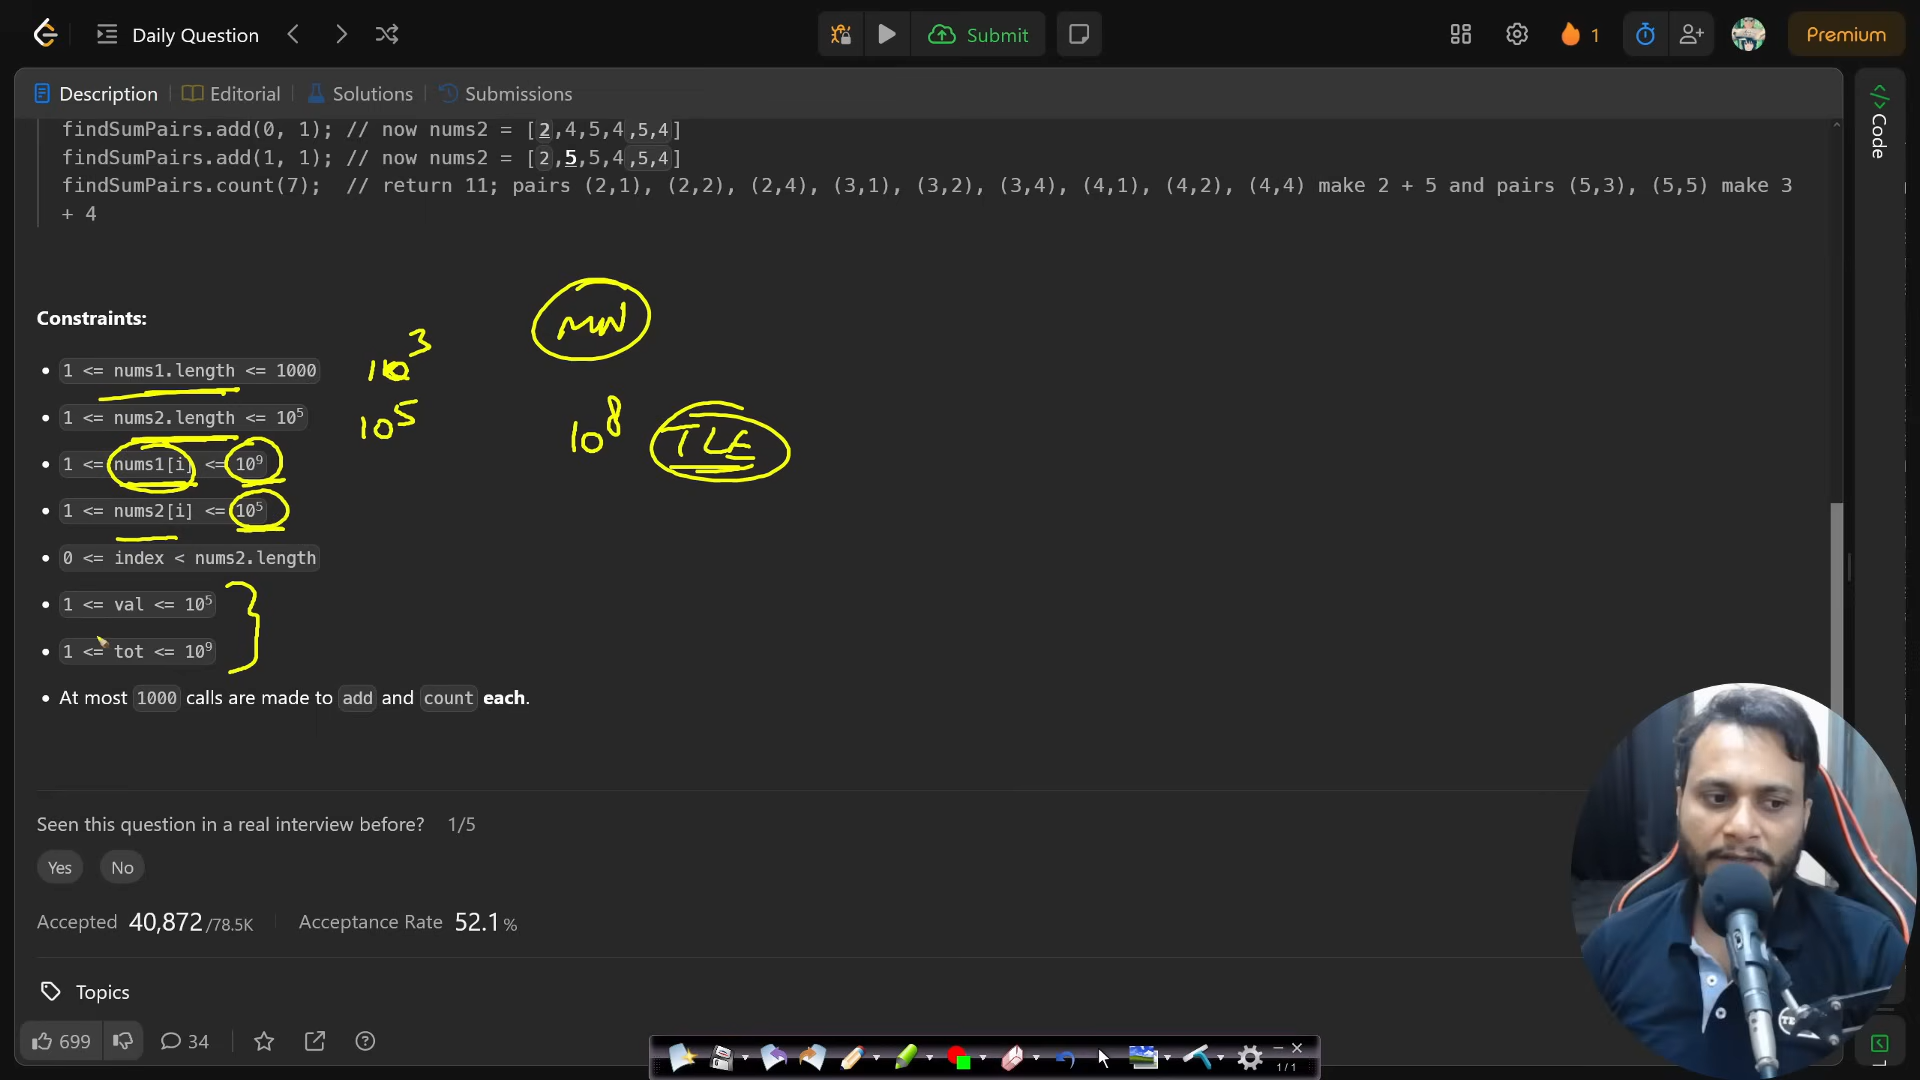 Daily Question
Submit
1
Premium
Description
Editorial
Solutions
Submissions
Code
findSumPairs.add(0, 1); // now nums2 = [2,4,5,4,5,4]
findSumPairs.add(1, 1); // now nums2 = [2,5,5,4,5,4]
findSumPairs.count(7);  // return 11; pairs (2,1), (2,2), (2,4), (3,1), (3,2), (3,4), (4,1), (4,2), (4,4) make 2 + 5 and pairs (5,3), (5,5) make 3
+ 4
MN
Constraints:
1 <= nums1.length <= 1000
10³
1 <= nums2.length <= 10⁵
10⁵
10⁸
TLE
1 <= nums1[i] <= 10⁹
1 <= nums2[i] <= 10⁵
0 <= index < nums2.length
1 <= val <= 10⁵
1 <= tot <= 10⁹
At most 1000 calls are made to add and count each.
Seen this question in a real interview before? 1/5
Yes
No
Accepted 40,872/78.5K
Acceptance Rate 52.1 %
Topics
699
34
1/1